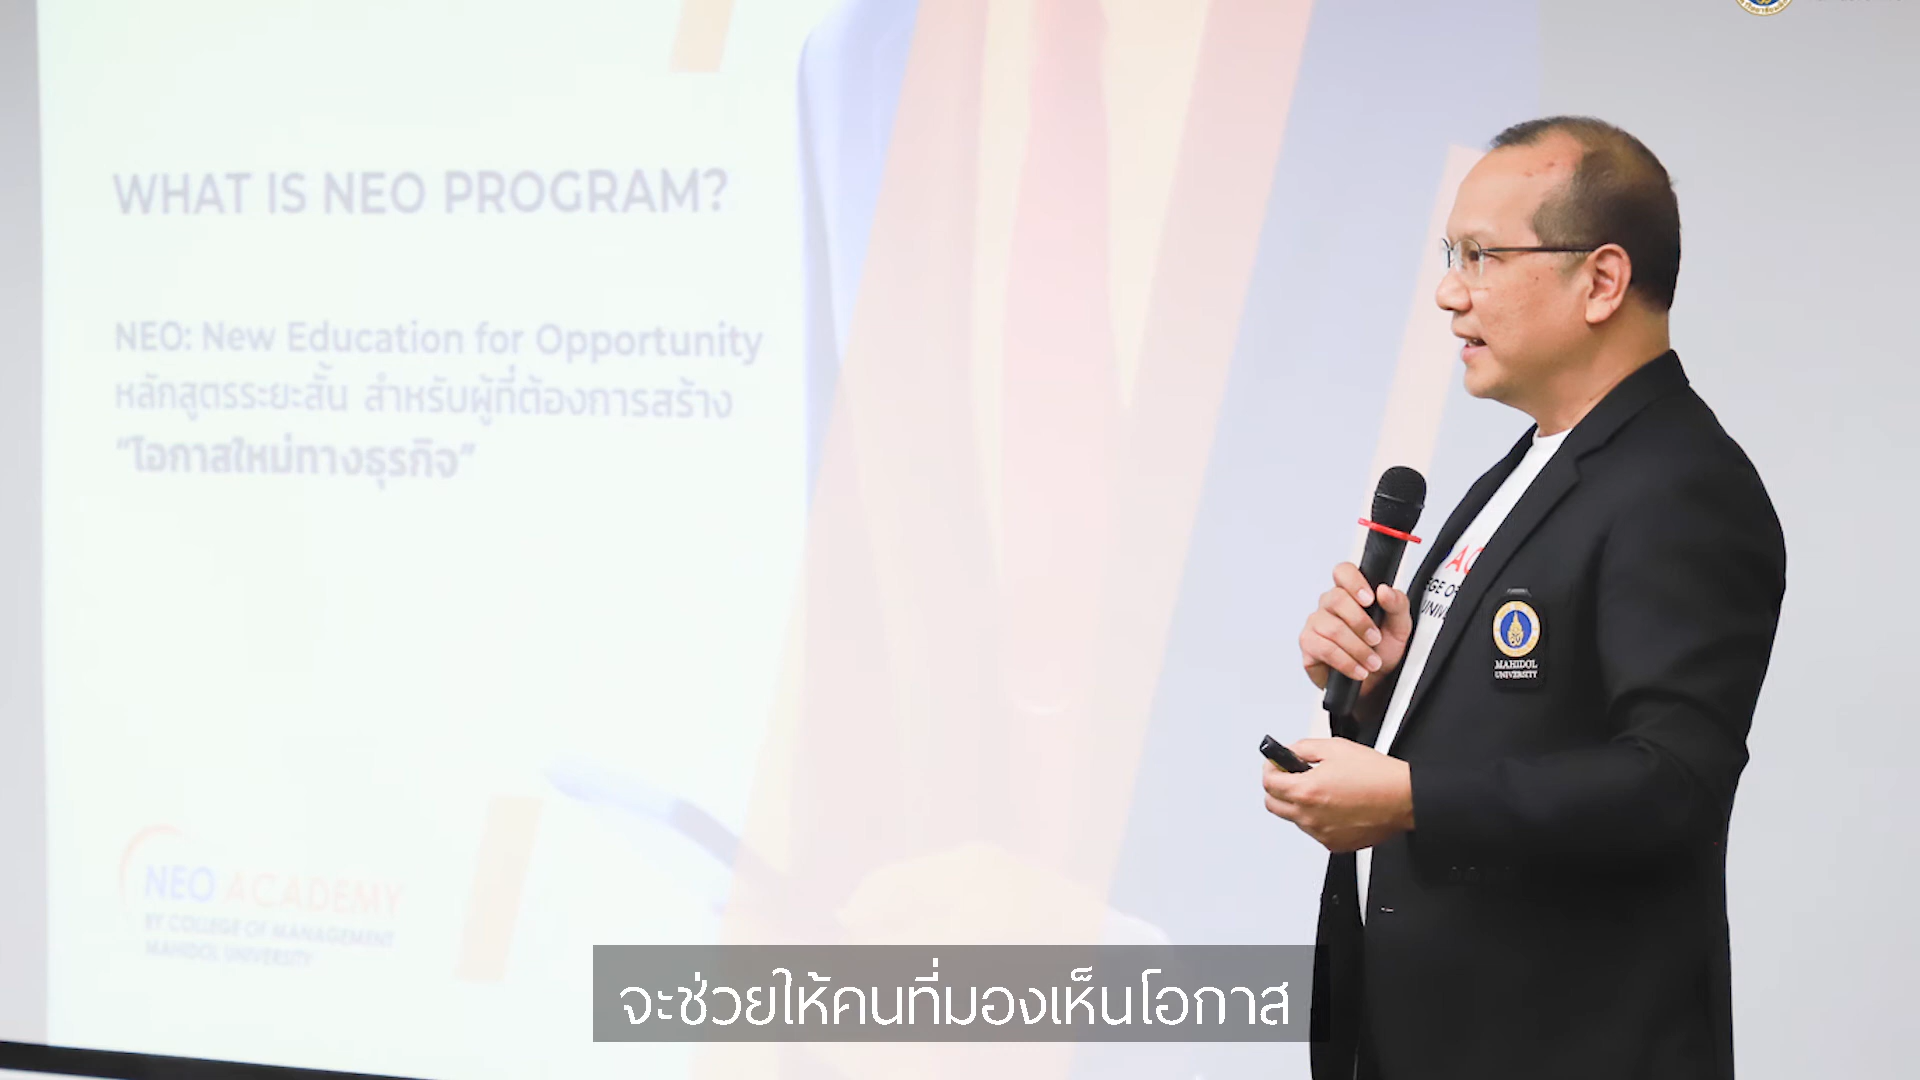 WHAT IS NEO PROGRAM?
NEO: New Education for Opportunity
หลักสูตรระยะสั้น สำหรับผู้ที่ต้องการสร้าง
“โอกาสใหม่ทางธุรกิจ”
NEO ACADEMY
BY COLLEGE OF MANAGEMENT
MAHIDOL UNIVERSITY
MAHIDOL
UNIVERSITY
จะช่วยให้คนที่มองเห็นโอกาส